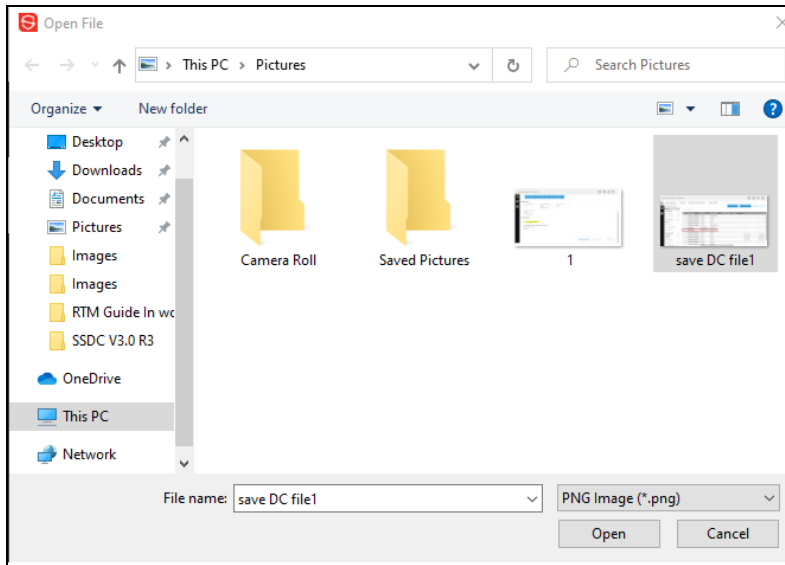 Open File
This PC > Pictures
Search Pictures
Organize
New folder
Desktop
Downloads
Documents
Pictures
Images
Images
RTM Guide In wo
SSDC V3.0 R3
OneDrive
This PC
Network
Camera Roll
Saved Pictures
1
save DC file1
File name: save DC file1
PNG Image (*.png)
Open
Cancel